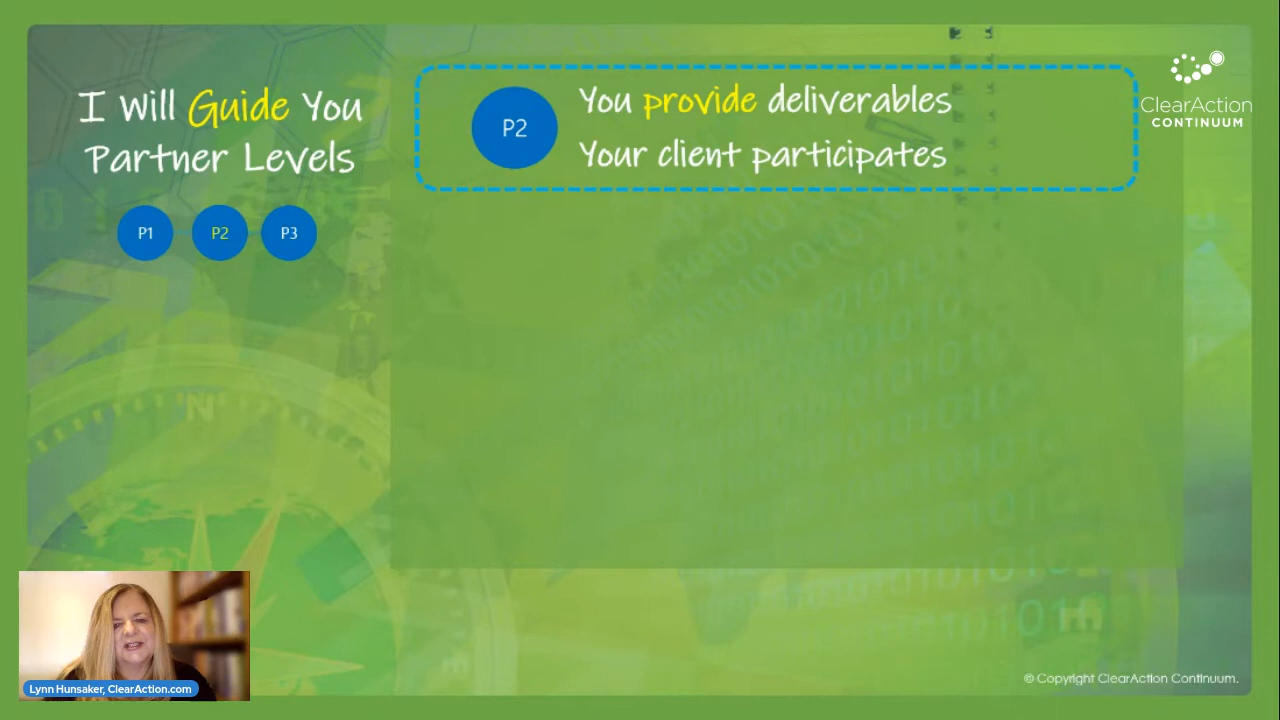 I Will Guide You
Partner Levels
P1 P2 P3
P2
You provide deliverables
Your client participates
ClearAction
CONTINUUM
N
E
Lynn Hunsaker, ClearAction.com
© Copyright ClearAction Continuum.